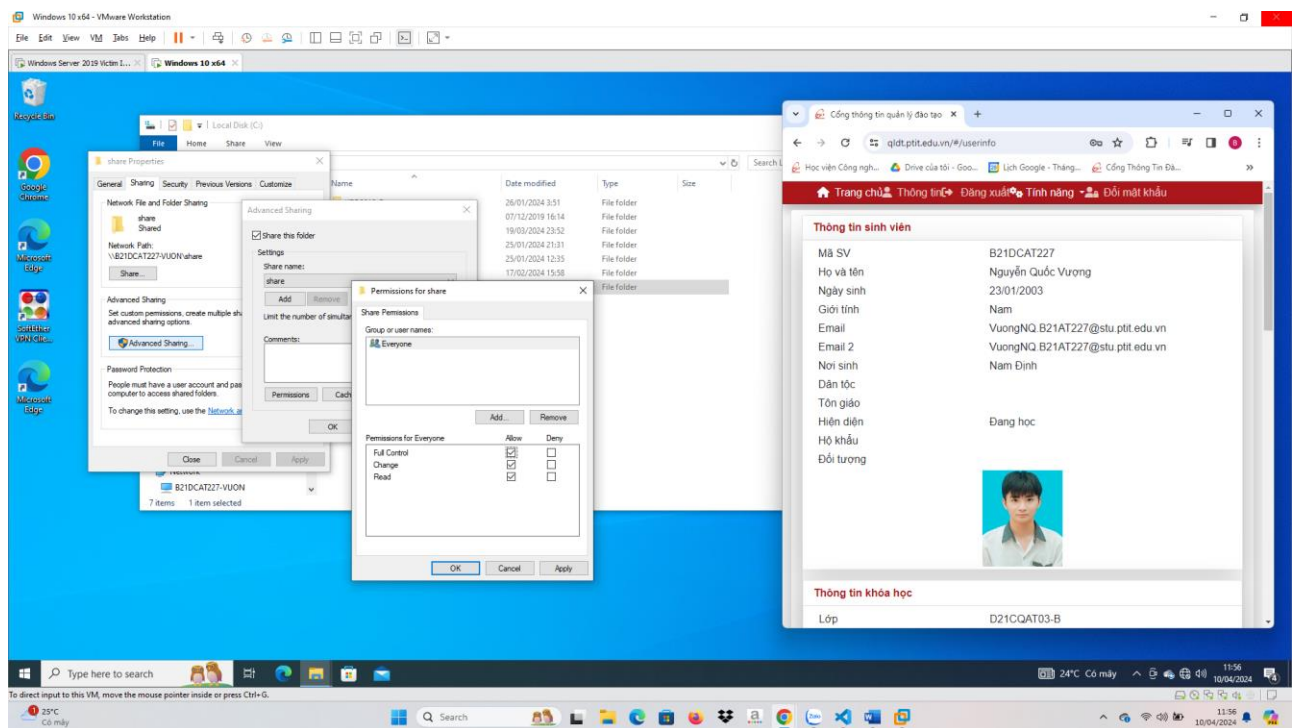 Windows 10 x64 - VMware Workstation
File Edit View VM Tabs Help
Windows Server 2019 Victim I... Windows 10 x64
Recycle Bin
Google Chrome
Microsoft Edge
SoftEther VPN Clie...
Microsoft Edge
Local Disk (C:)
File Home Share View
Search L
Name Date modified Type Size
26/01/2024 3:51 File folder
07/12/2019 16:14 File folder
19/03/2024 23:52 File folder
25/01/2024 21:31 File folder
25/01/2024 12:35 File folder
17/02/2024 15:58 File folder
File folder
Network
B21DCAT227-VUON
7 items 1 item selected
share Properties
General Sharing Security Previous Versions Customize
Network File and Folder Sharing
share
Shared
Network Path:
\\B21DCAT227-VUON\share
Share...
Advanced Sharing
Set custom permissions, create multiple sh
advanced sharing options.
Advanced Sharing...
Password Protection
People must have a user account and pas
computer to access shared folders.
To change this setting, use the Network a
Close Cancel Apply
Advanced Sharing
Share this folder
Settings
Share name:
share
Add Remove
Limit the number of simultar
Comments:
Permissions Cach
OK
Permissions for share
Share Permissions
Group or user names:
Everyone
Add... Remove
Permissions for Everyone Allow Deny
Full Control
Change
Read
OK Cancel Apply
Cổng thông tin quản lý đào tạo
qldt.ptit.edu.vn/#/userinfo
B
Học viện Công ngh... Drive của tôi - Goo... Lịch Google - Tháng... Cổng Thông Tin Đà...
Trang chủ Thông tin Đăng xuất Tính năng Đổi mật khẩu
Thông tin sinh viên
Mã SV B21DCAT227
Họ và tên Nguyễn Quốc Vượng
Ngày sinh 23/01/2003
Giới tính Nam
Email VuongNQ.B21AT227@stu.ptit.edu.vn
Email 2 VuongNQ.B21AT227@stu.ptit.edu.vn
Nơi sinh Nam Định
Dân tộc
Tôn giáo
Hiện diện Đang học
Hộ khẩu
Đối tượng
Thông tin khóa học
Lớp D21CQAT03-B
Type here to search
24°C Có mây
11:56
10/04/2024
To direct input to this VM, move the mouse pointer inside or press Ctrl+G.
25°C
Có mây
Search
11:56
10/04/2024